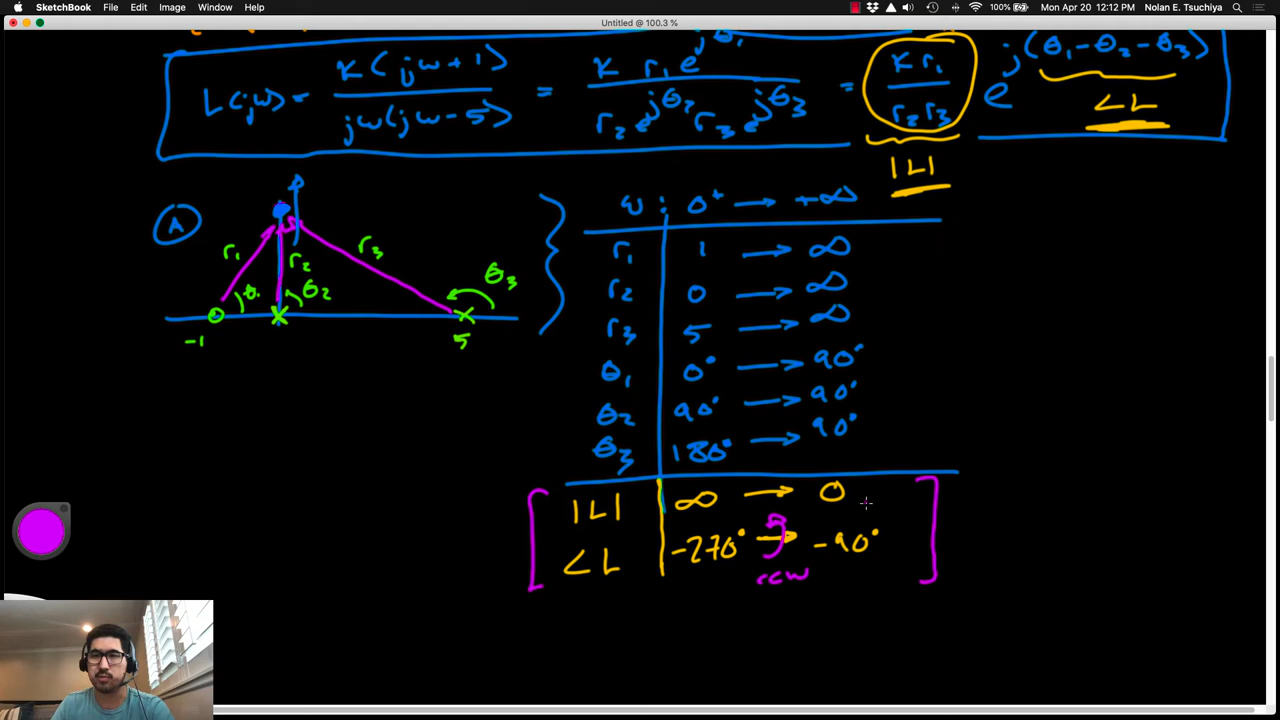 SketchBook File Edit Image Window Help 100% Mon Apr 20 12:12 PM Nolan E. Tsuchiya
Untitled @ 100.3 %
L(jω) = K(jω+1) / jω(jω-5) = K r₁ e^jθ₁ / r₂ e^jθ₂ r₃ e^jθ₃ = K r₁ / r₂ r₃ e^j(θ₁-θ₂-θ₃)
∠L
|L|
A
ω : 0⁺ → +∞
r₁ 1 → ∞
r₂ 0 → ∞
r₃ 5 → ∞
θ₁ 0° → 90°
θ₂ 90° → 90°
θ₃ 180° → 90°
|L| ∞ → 0
∠L -270° → -90°
ccw
r₁ r₂ r₃
θ₁ θ₂ θ₃
-1 5